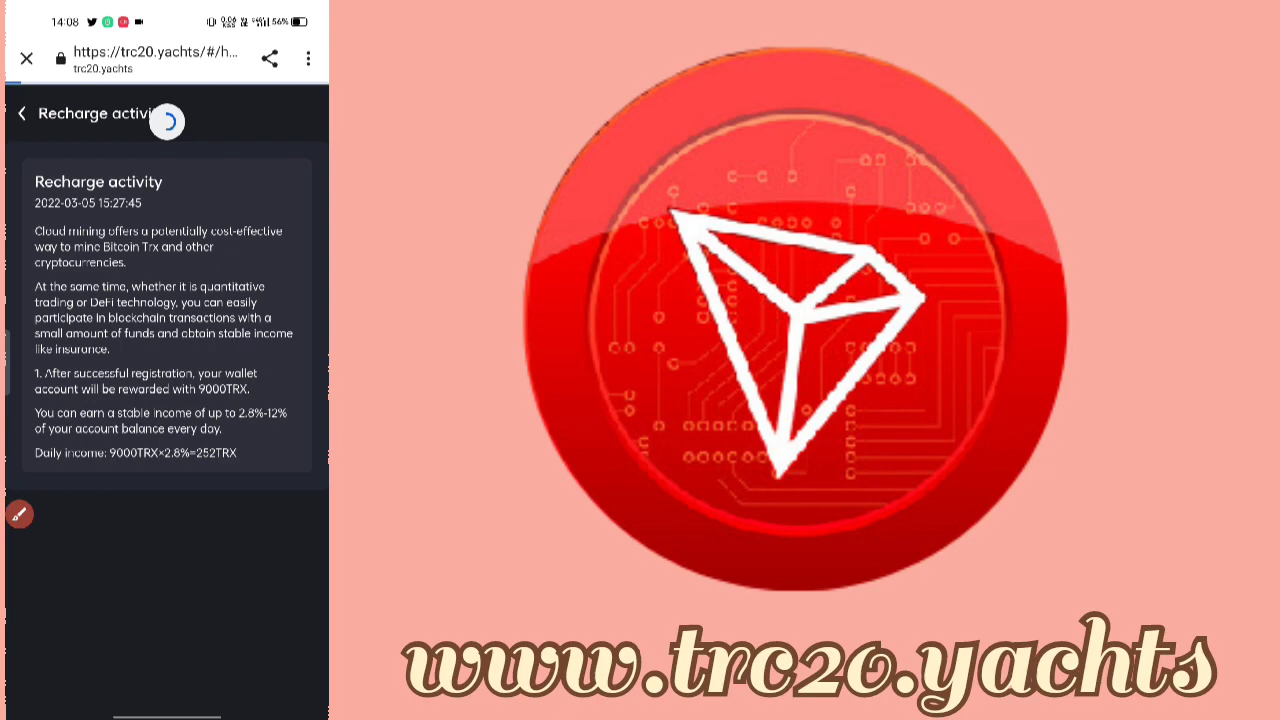 14:08
0.06 KB/S
56%
https://trc20.yachts/#/h...
trc20.yachts
Recharge activi
Recharge activity
2022-03-05 15:27:45
Cloud mining offers a potentially cost-effective
way to mine Bitcoin Trx and other
cryptocurrencies.
At the same time, whether it is quantitative
trading or DeFi technology, you can easily
participate in blockchain transactions with a
small amount of funds and obtain stable income
like insurance.
1. After successful registration, your wallet
account will be rewarded with 9000TRX.
You can earn a stable income of up to 2.8%-12%
of your account balance every day.
Daily income: 9000TRX×2.8%=252TRX
www.trc20.yachts